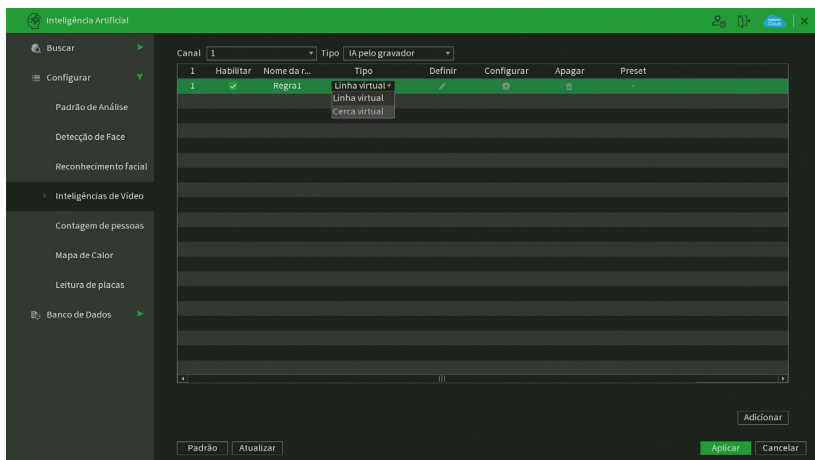 Inteligência Artificial
Buscar
Configurar
Padrão de Análise
Detecção de Face
Reconhecimento facial
Inteligências de Vídeo
Contagem de pessoas
Mapa de Calor
Leitura de placas
Banco de Dados
Canal 1 Tipo IA pelo gravador
1 Habilitar Nome da r... Tipo Definir Configurar Apagar Preset
1 Regra1 Linha virtual -
Linha virtual
Cerca virtual
Adicionar
Padrão Atualizar Aplicar Cancelar